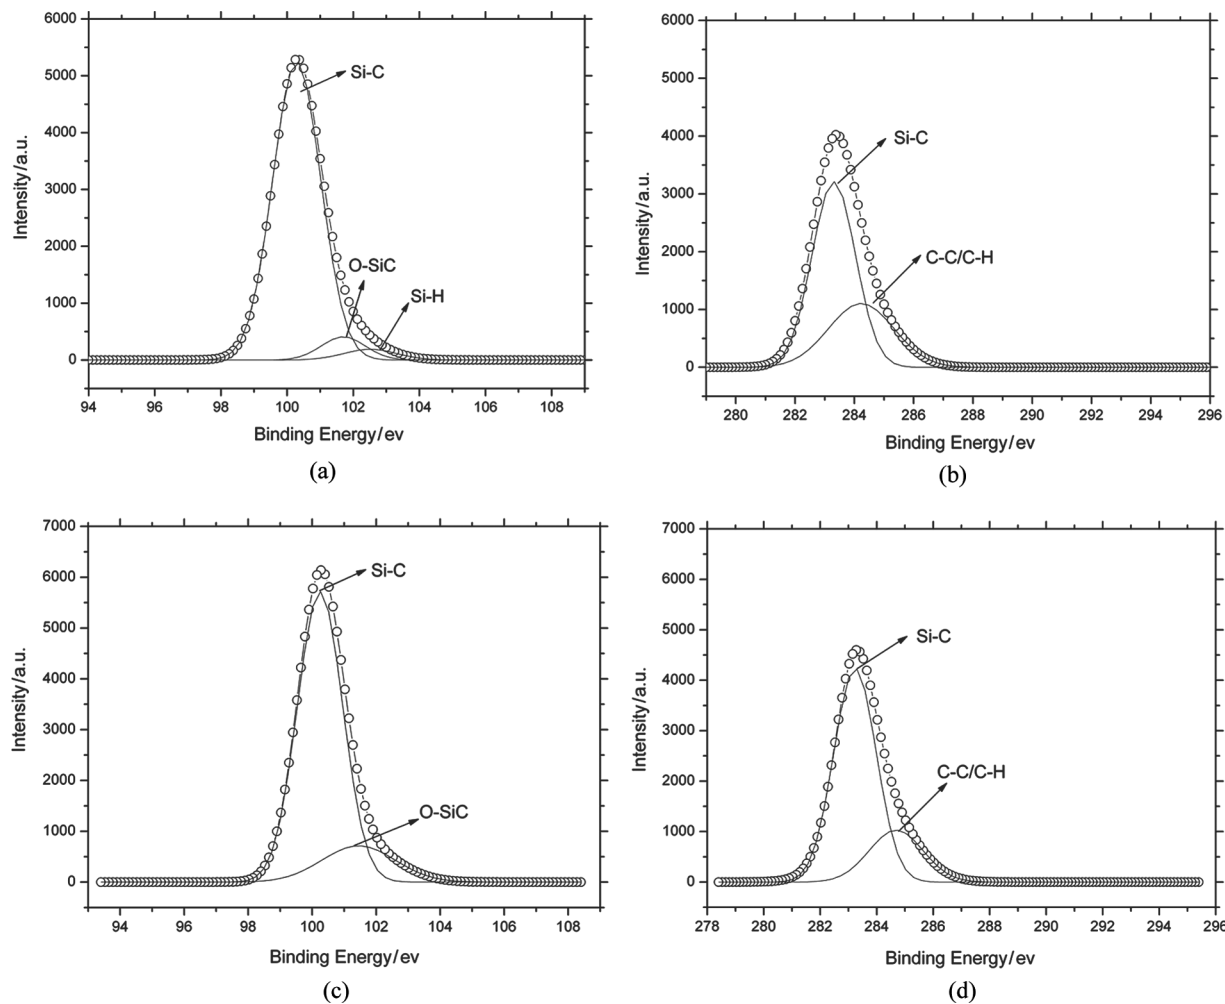 6000
5000
4000
3000
2000
1000
0
Intensity/a.u.
Si-C
O-SiC
Si-H
94 96 98 100 102 104 106 108
Binding Energy/ev
(a)
6000
5000
4000
3000
2000
1000
0
Intensity/a.u.
Si-C
C-C/C-H
280 282 284 286 288 290 292 294 296
Binding Energy/ev
(b)
7000
6000
5000
4000
3000
2000
1000
0
Intensity/a.u.
Si-C
O-SiC
94 96 98 100 102 104 106 108
Binding Energy/ev
(c)
7000
6000
5000
4000
3000
2000
1000
0
Intensity/a.u.
Si-C
C-C/C-H
278 280 282 284 286 288 290 292 294 296
Binding Energy/ev
(d)